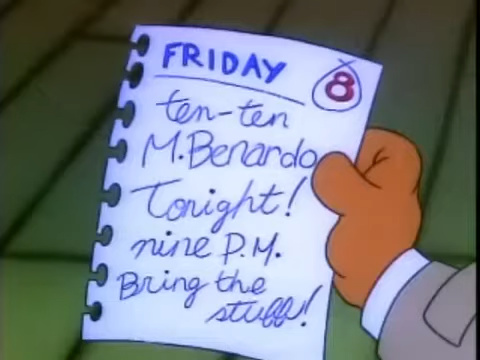 FRIDAY 8
ten-ten
M. Benardo
Tonight!
nine P.M.
Bring the
stuff!